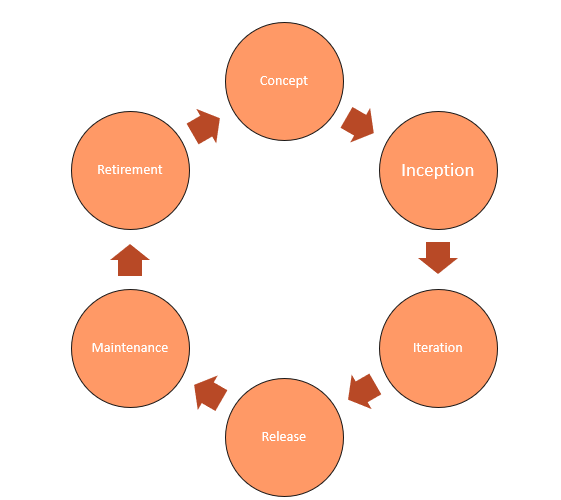 Concept
Inception
Iteration
Release
Maintenance
Retirement